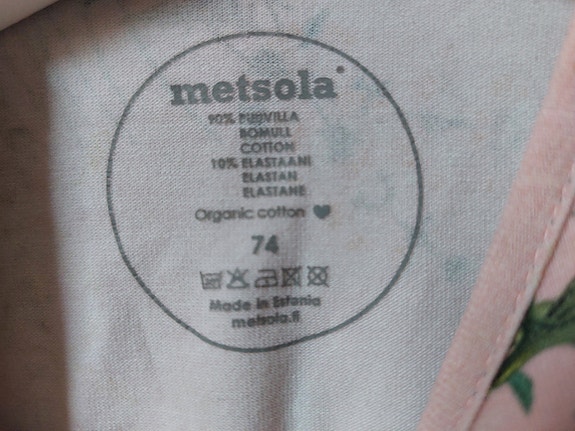 metsola
90% PUUVILLA
BOMULL
COTTON
10% ELASTAANI
ELASTAN
ELASTANE
Organic cotton
74
Made in Estonia
metsola.fi